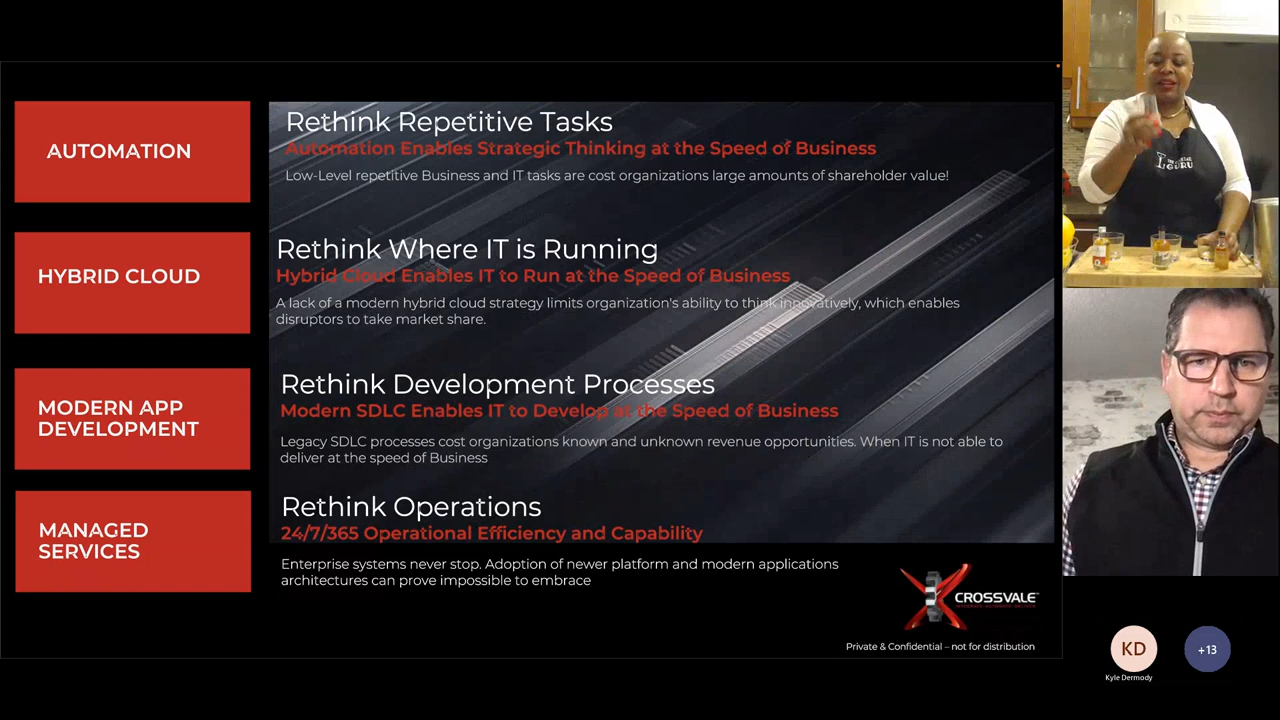 AUTOMATION
Rethink Repetitive Tasks
Automation Enables Strategic Thinking at the Speed of Business
Low-Level repetitive Business and IT tasks are cost organizations large amounts of shareholder value!
HYBRID CLOUD
Rethink Where IT is Running
Hybrid Cloud Enables IT to Run at the Speed of Business
A lack of a modern hybrid cloud strategy limits organization's ability to think innovatively, which enables
disruptors to take market share.
MODERN APP
DEVELOPMENT
Rethink Development Processes
Modern SDLC Enables IT to Develop at the Speed of Business
Legacy SDLC processes cost organizations known and unknown revenue opportunities. When IT is not able to
deliver at the speed of Business
MANAGED
SERVICES
Rethink Operations
24/7/365 Operational Efficiency and Capability
Enterprise systems never stop. Adoption of newer platform and modern applications
architectures can prove impossible to embrace
CROSSVALE™
Private & Confidential – not for distribution
GURU
KD
+13
Kyle Dermody